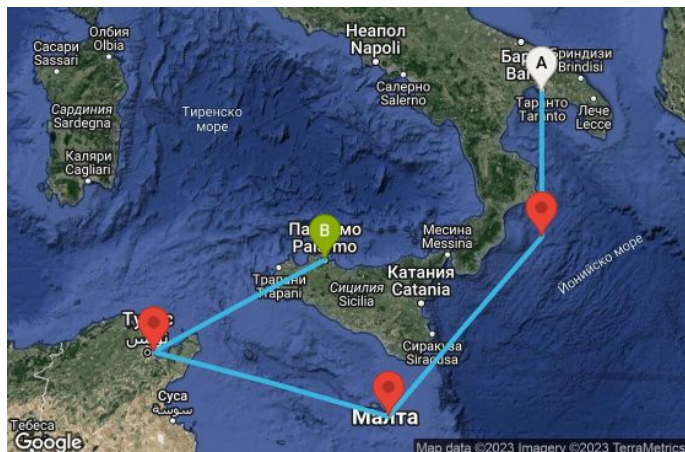 Неапол
Napoli
Олбия
Olbia
Сасари
Sassari
Бриндизи
Brindisi
A
Салерно
Salerno
Сардиния
Sardegna
Тиренско
море
Таранто
Taranto
Лече
Lecce
Каляри
Cagliari
B
Palermo
Месина
Messina
Йонийско море
Трапани
Trapani
Катания
Catania
Сицилия
Sicilia
Сиракуза
Siracusa
Суса
سوسة
Малта
Тебеса
Google
Map data ©2023 Imagery ©2023 TerraMetrics